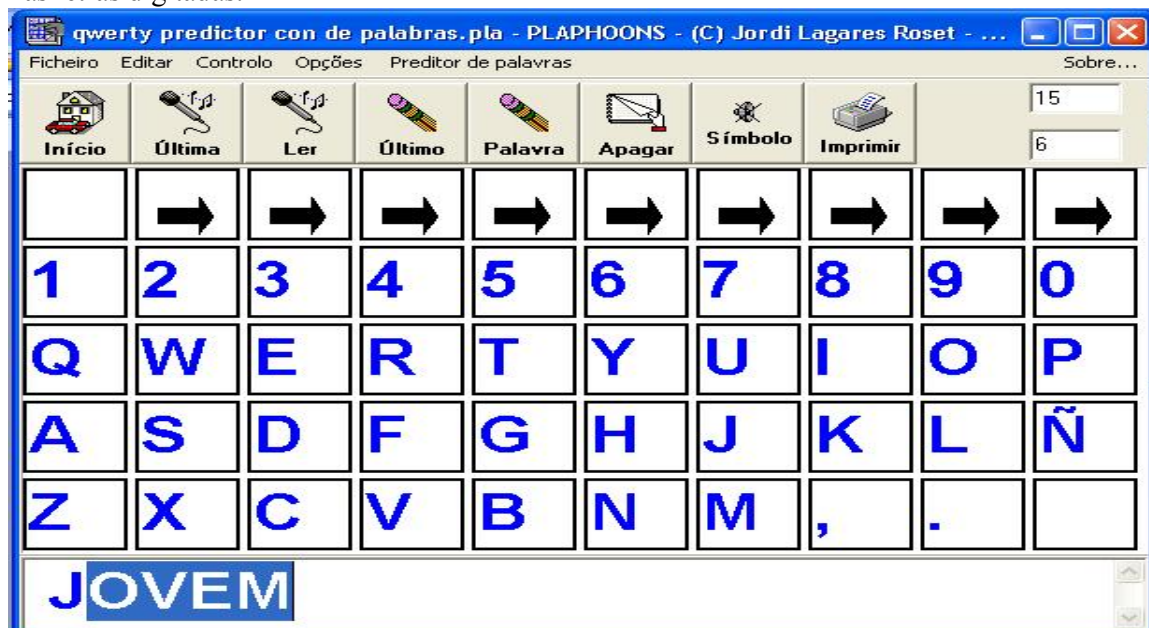 qwerty predictor con de palabras.pla - PLAPHOONS - (C) Jordi Lagares Roset - ...
Ficheiro Editar Controlo Opções Preditor de palavras Sobre...
15
Início Última Ler Último Palavra Apagar Símbolo Imprimir
6
1 2 3 4 5 6 7 8 9 0
Q W E R T Y U I O P
A S D F G H J K L Ñ
Z X C V B N M , .
JOVEM